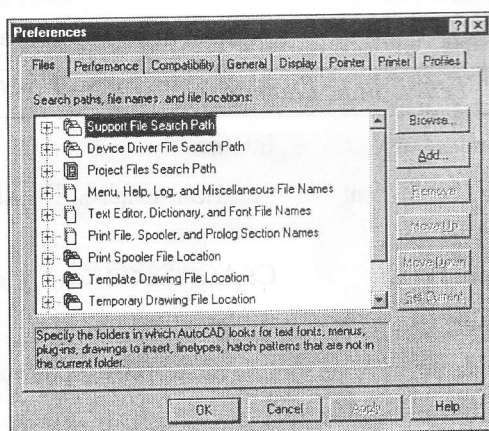 Preferences
Files Performance Compatibility General Display Pointer Printer Profiles
Search paths, file names, and file locations:
Support File Search Path
Device Driver File Search Path
Project Files Search Path
Menu, Help, Log, and Miscellaneous File Names
Text Editor, Dictionary, and Font File Names
Print File, Spooler, and Prolog Section Names
Print Spooler File Location
Template Drawing File Location
Temporary Drawing File Location
Browse...
Add...
Remove
Move Up
Move Down
Set Current
Specify the folders in which AutoCAD looks for text fonts, menus,
plug-ins, drawings to insert, linetypes, hatch patterns that are not in
the current folder.
OK Cancel Apply Help